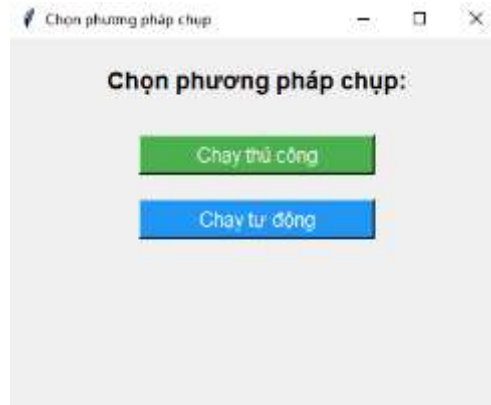 Chọn phương pháp chụp
Chọn phương pháp chụp:
Chạy thủ công
Chạy tự động